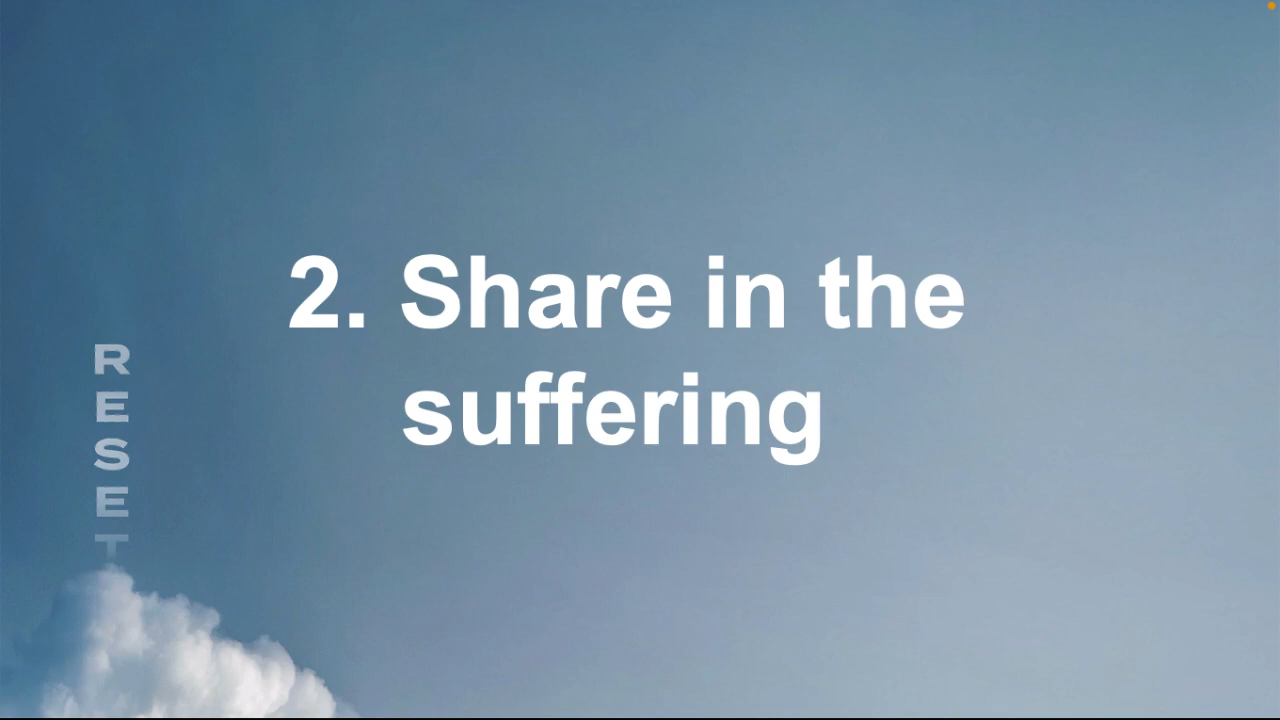 2. Share in the
suffering
RESET